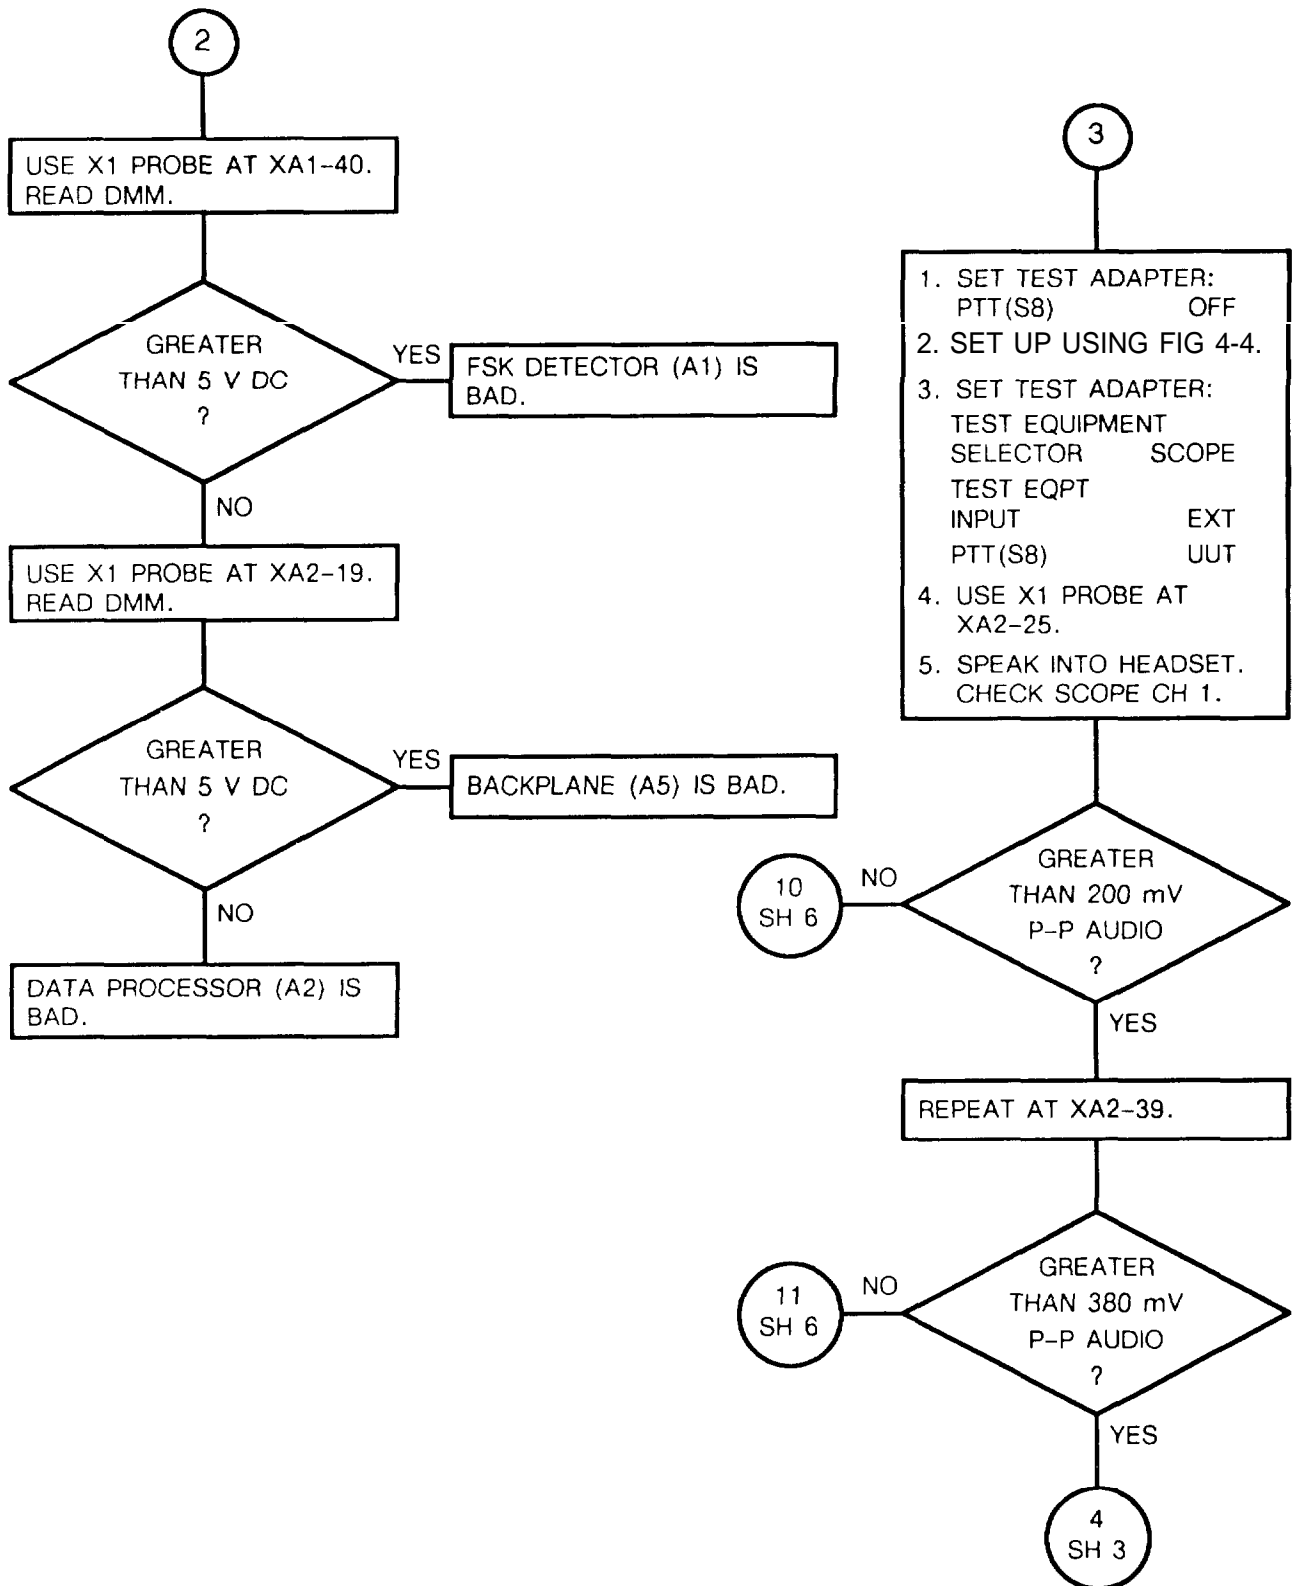 2
USE X1 PROBE AT XA1-40.
READ DMM.
GREATER
THAN 5 V DC
?
YES
FSK DETECTOR (A1) IS
BAD.
NO
USE X1 PROBE AT XA2-19.
READ DMM.
GREATER
THAN 5 V DC
?
YES
BACKPLANE (A5) IS BAD.
NO
DATA PROCESSOR (A2) IS
BAD.
3
1. SET TEST ADAPTER:
PTT(S8) OFF
2. SET UP USING FIG 4-4.
3. SET TEST ADAPTER:
TEST EQUIPMENT
SELECTOR SCOPE
TEST EQPT
INPUT EXT
PTT(S8) UUT
4. USE X1 PROBE AT
XA2-25.
5. SPEAK INTO HEADSET.
CHECK SCOPE CH 1.
GREATER
THAN 200 mV
P-P AUDIO
?
NO
10
SH 6
YES
REPEAT AT XA2-39.
GREATER
THAN 380 mV
P-P AUDIO
?
NO
11
SH 6
YES
4
SH 3